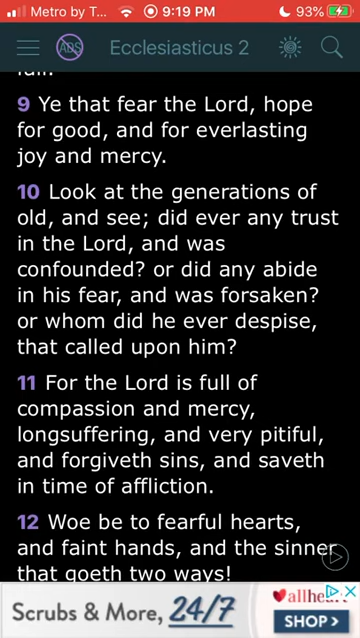 Metro by T... 9:19 PM 93%
ADS Ecclesiasticus 2
full.
9 Ye that fear the Lord, hope
for good, and for everlasting
joy and mercy.
10 Look at the generations of
old, and see; did ever any trust
in the Lord, and was
confounded? or did any abide
in his fear, and was forsaken?
or whom did he ever despise,
that called upon him?
11 For the Lord is full of
compassion and mercy,
longsuffering, and very pitiful,
and forgiveth sins, and saveth
in time of affliction.
12 Woe be to fearful hearts,
and faint hands, and the sinner
that goeth two ways!
Scrubs & More, 24/7
allheart
SHOP >